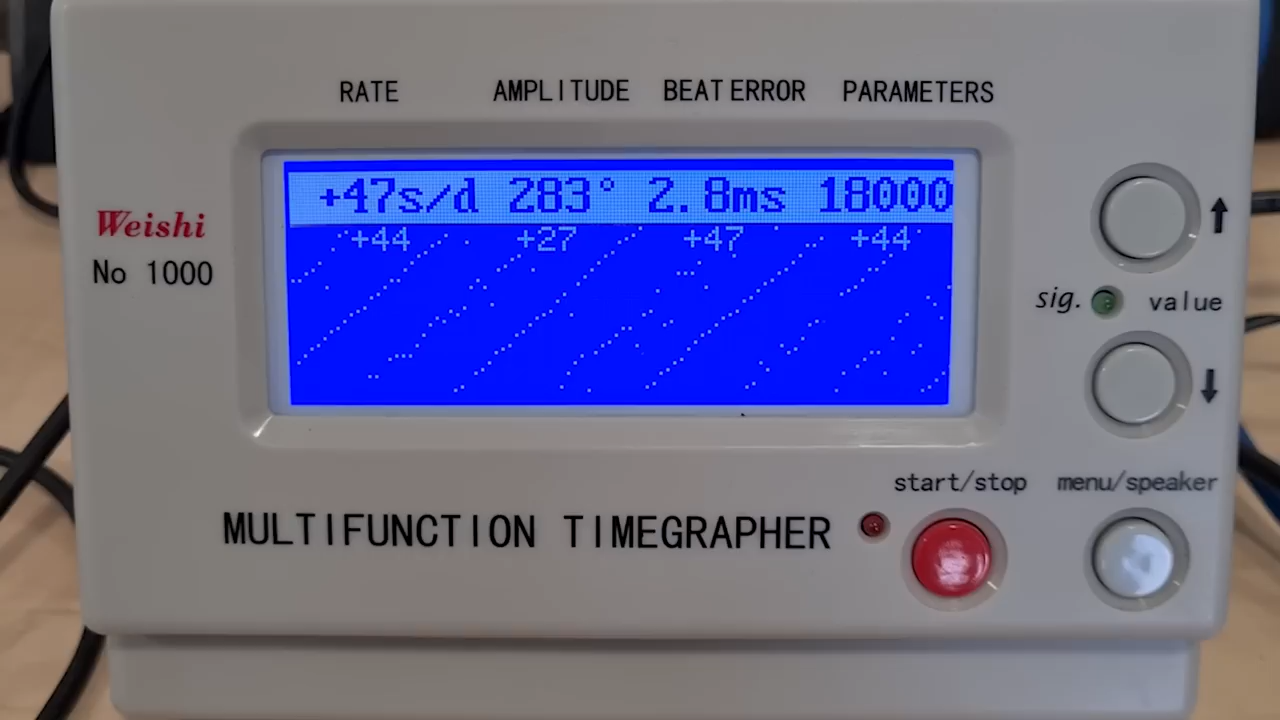 RATE AMPLITUDE BEAT ERROR PARAMETERS
+47s/d 283° 2.8ms 18000
+44 +27 +47 +44
Weishi
No 1000
sig. value
start/stop menu/speaker
MULTIFUNCTION TIMEGRAPHER